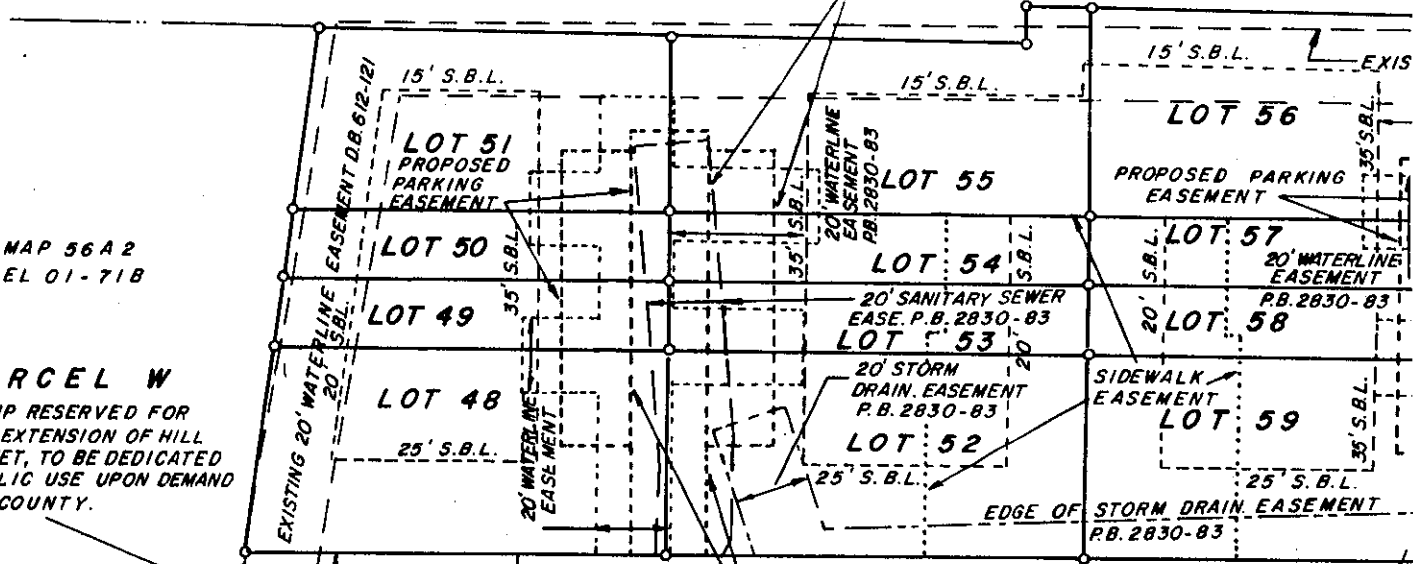 15' S.B.L.
EXIS
15' S.B.L.
15' S.B.L.
LOT 56
35' S.B.L.
EXISTING 20' WATERLINE EASEMENT D.B. 612-121
20' SBL.
LOT 51
PROPOSED
PARKING
EASEMENT
20' WATERLINE
EASEMENT
P.B. 2830-83
35' S.B.L.
LOT 55
PROPOSED PARKING
EASEMENT
MAP 56 A 2
EL 01-71B
LOT 50
35' S.B.L.
LOT 54
S.B.L.
20'
20' S.B.L.
LOT 57
20' WATERLINE
EASEMENT
P.B. 2830-83
LOT 49
20' SANITARY SEWER
EASE. P.B. 2830-83
LOT 53
LOT 58
RCEL W
IP RESERVED FOR
EXTENSION OF HILL
ET, TO BE DEDICATED
LIC USE UPON DEMAND
COUNTY.
LOT 48
25' S.B.L.
20' WATERLINE
EASEMENT
20' STORM
DRAIN. EASEMENT
P.B. 2830-83
LOT 52
25' S.B.L.
SIDEWALK
EASEMENT
LOT 59
35' S.B.L.
25' S.B.L.
EDGE OF STORM DRAIN EASEMENT
P.B. 2830-83